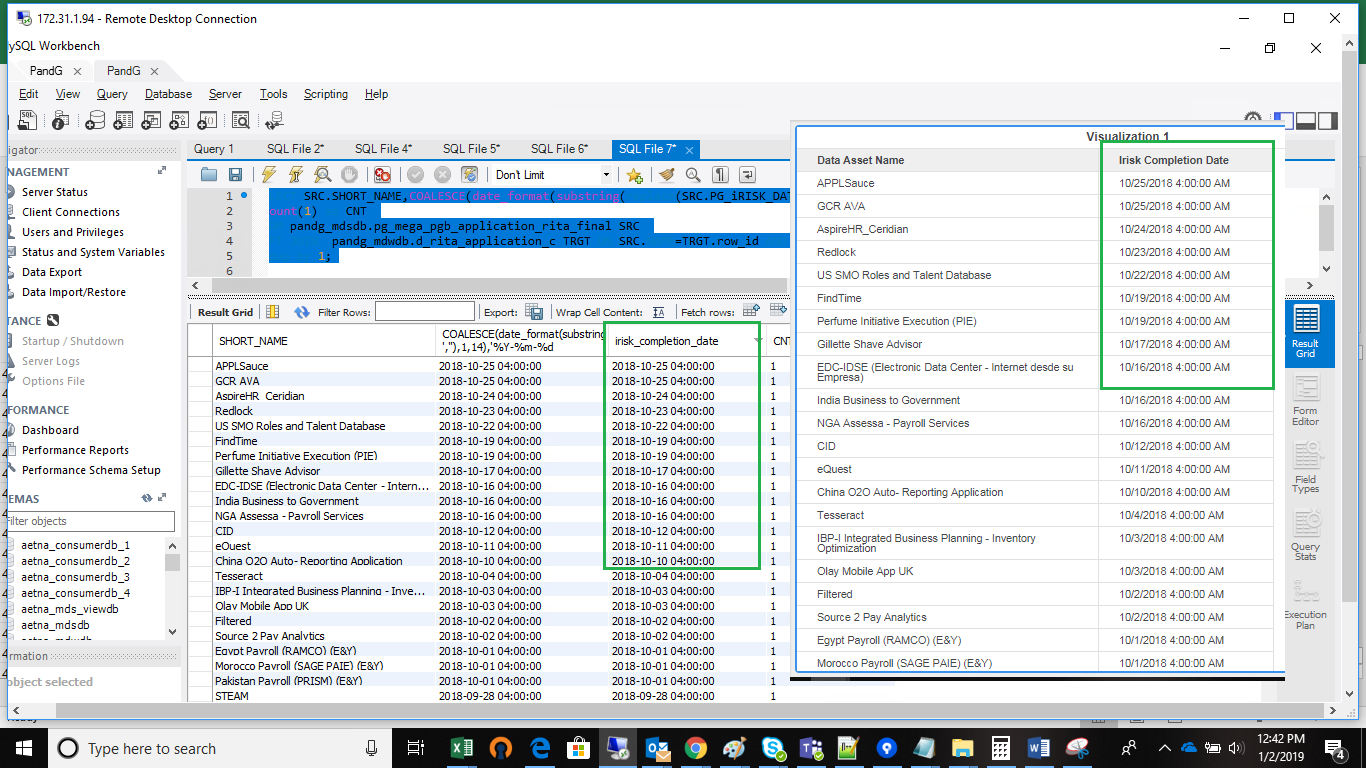 172.31.1.94 - Remote Desktop Connection
ySQL Workbench
PandG
PandG
Edit View Query Database Server Tools Scripting Help
igator
Query 1 SQL File 2* SQL File 4* SQL File 5* SQL File 6* SQL File 7*
NAGEMENT
Server Status
Client Connections
Users and Privileges
Status and System Variables
Data Export
Data Import/Restore
TANCE
Startup / Shutdown
Server Logs
Options File
FORMANCE
Dashboard
Performance Reports
Performance Schema Setup
EMAS
Filter objects
aetna_consumerdb_1
aetna_consumerdb_2
aetna_consumerdb_3
aetna_consumerdb_4
aetna_mds_viewdb
aetna_mdsdb
aetna_mdwdb
rmation
object selected
Ready
Don't Limit
1 SRC.SHORT_NAME,COALESCE(date_format(substring( (SRC.PG_iRISK_DAT
2 ount(1) CNT
3 pandg_mdsdb.pg_mega_pgb_application_rita_final SRC
4 pandg_mdwdb.d_rita_application_c TRGT SRC. =TRGT.row_id
5 1;
6
Result Grid Filter Rows: Export: Wrap Cell Content: Fetch rows:
SHORT_NAME COALESCE(date_format(substring irisk_completion_date CNT
',''),1,14),'%Y-%m-%d
APPLSauce 2018-10-25 04:00:00 2018-10-25 04:00:00 1
GCR AVA 2018-10-25 04:00:00 2018-10-25 04:00:00 1
AspireHR_Ceridian 2018-10-24 04:00:00 2018-10-24 04:00:00 1
Redlock 2018-10-23 04:00:00 2018-10-23 04:00:00 1
US SMO Roles and Talent Database 2018-10-22 04:00:00 2018-10-22 04:00:00 1
FindTime 2018-10-19 04:00:00 2018-10-19 04:00:00 1
Perfume Initiative Execution (PIE) 2018-10-19 04:00:00 2018-10-19 04:00:00 1
Gillette Shave Advisor 2018-10-17 04:00:00 2018-10-17 04:00:00 1
EDC-IDSE (Electronic Data Center - Intern... 2018-10-16 04:00:00 2018-10-16 04:00:00 1
India Business to Government 2018-10-16 04:00:00 2018-10-16 04:00:00 1
NGA Assessa - Payroll Services 2018-10-16 04:00:00 2018-10-16 04:00:00 1
CID 2018-10-12 04:00:00 2018-10-12 04:00:00 1
eQuest 2018-10-11 04:00:00 2018-10-11 04:00:00 1
China O2O Auto- Reporting Application 2018-10-10 04:00:00 2018-10-10 04:00:00 1
Tesseract 2018-10-04 04:00:00 2018-10-04 04:00:00 1
IBP-I Integrated Business Planning - Inve... 2018-10-03 04:00:00 2018-10-03 04:00:00 1
Olay Mobile App UK 2018-10-03 04:00:00 2018-10-03 04:00:00 1
Filtered 2018-10-02 04:00:00 2018-10-02 04:00:00 1
Source 2 Pay Analytics 2018-10-02 04:00:00 2018-10-02 04:00:00 1
Egypt Payroll (RAMCO) (E&Y) 2018-10-01 04:00:00 2018-10-01 04:00:00 1
Morocco Payroll (SAGE PAIE) (E&Y) 2018-10-01 04:00:00 2018-10-01 04:00:00 1
Pakistan Payroll (PRISM) (E&Y) 2018-10-01 04:00:00 2018-10-01 04:00:00 1
STEAM 2018-09-28 04:00:00 2018-09-28 04:00:00 1
Visualization 1
Data Asset Name Irisk Completion Date
APPLSauce 10/25/2018 4:00:00 AM
GCR AVA 10/25/2018 4:00:00 AM
AspireHR_Ceridian 10/24/2018 4:00:00 AM
Redlock 10/23/2018 4:00:00 AM
US SMO Roles and Talent Database 10/22/2018 4:00:00 AM
FindTime 10/19/2018 4:00:00 AM
Perfume Initiative Execution (PIE) 10/19/2018 4:00:00 AM
Gillette Shave Advisor 10/17/2018 4:00:00 AM
EDC-IDSE (Electronic Data Center - Internet desde su 10/16/2018 4:00:00 AM
Empresa)
India Business to Government 10/16/2018 4:00:00 AM
NGA Assessa - Payroll Services 10/16/2018 4:00:00 AM
CID 10/12/2018 4:00:00 AM
eQuest 10/11/2018 4:00:00 AM
China O2O Auto- Reporting Application 10/10/2018 4:00:00 AM
Tesseract 10/4/2018 4:00:00 AM
IBP-I Integrated Business Planning - Inventory 10/3/2018 4:00:00 AM
Optimization
Olay Mobile App UK 10/3/2018 4:00:00 AM
Filtered 10/2/2018 4:00:00 AM
Source 2 Pay Analytics 10/2/2018 4:00:00 AM
Egypt Payroll (RAMCO) (E&Y) 10/1/2018 4:00:00 AM
Morocco Payroll (SAGE PAIE) (E&Y) 10/1/2018 4:00:00 AM
Result
Grid
Form
Editor
Field
Types
Query
Stats
Execution
Plan
Type here to search
12:42 PM
1/2/2019
4